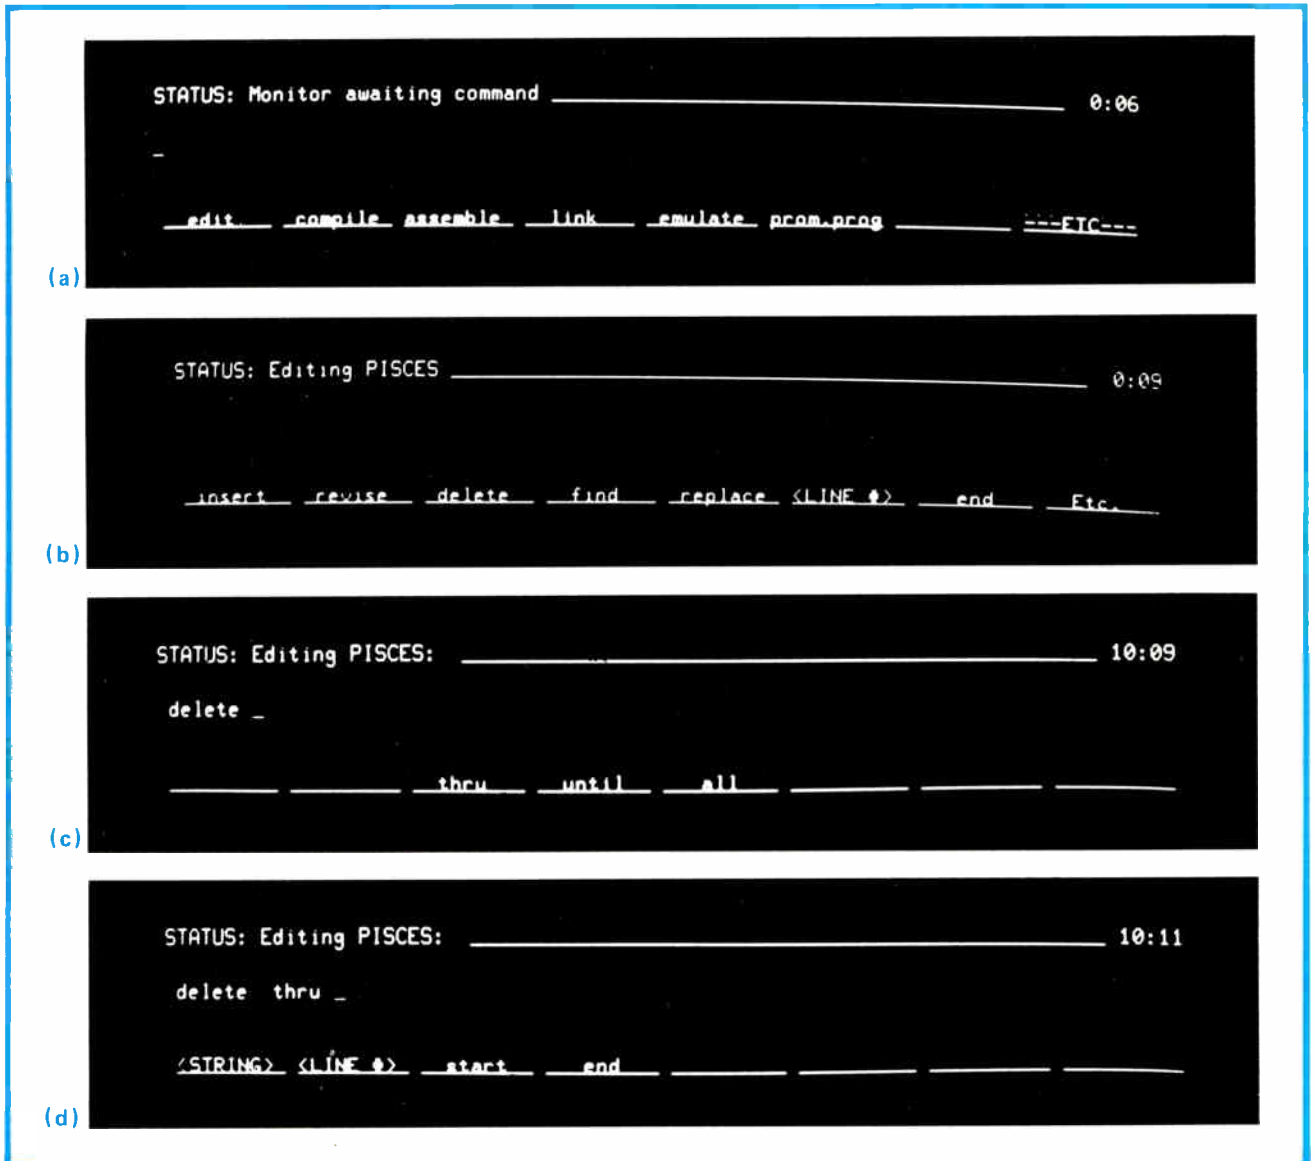 STATUS: Monitor awaiting command 0:06
_
edit compile assemble link emulate prom.prog ---ETC---
(a)
STATUS: Editing PISCES 0:09
insert revise delete find replace <LINE #> end Etc.
(b)
STATUS: Editing PISCES: 10:09
delete _
thru until all
(c)
STATUS: Editing PISCES: 10:11
delete thru _
<STRING> <LINE #> start end
(d)